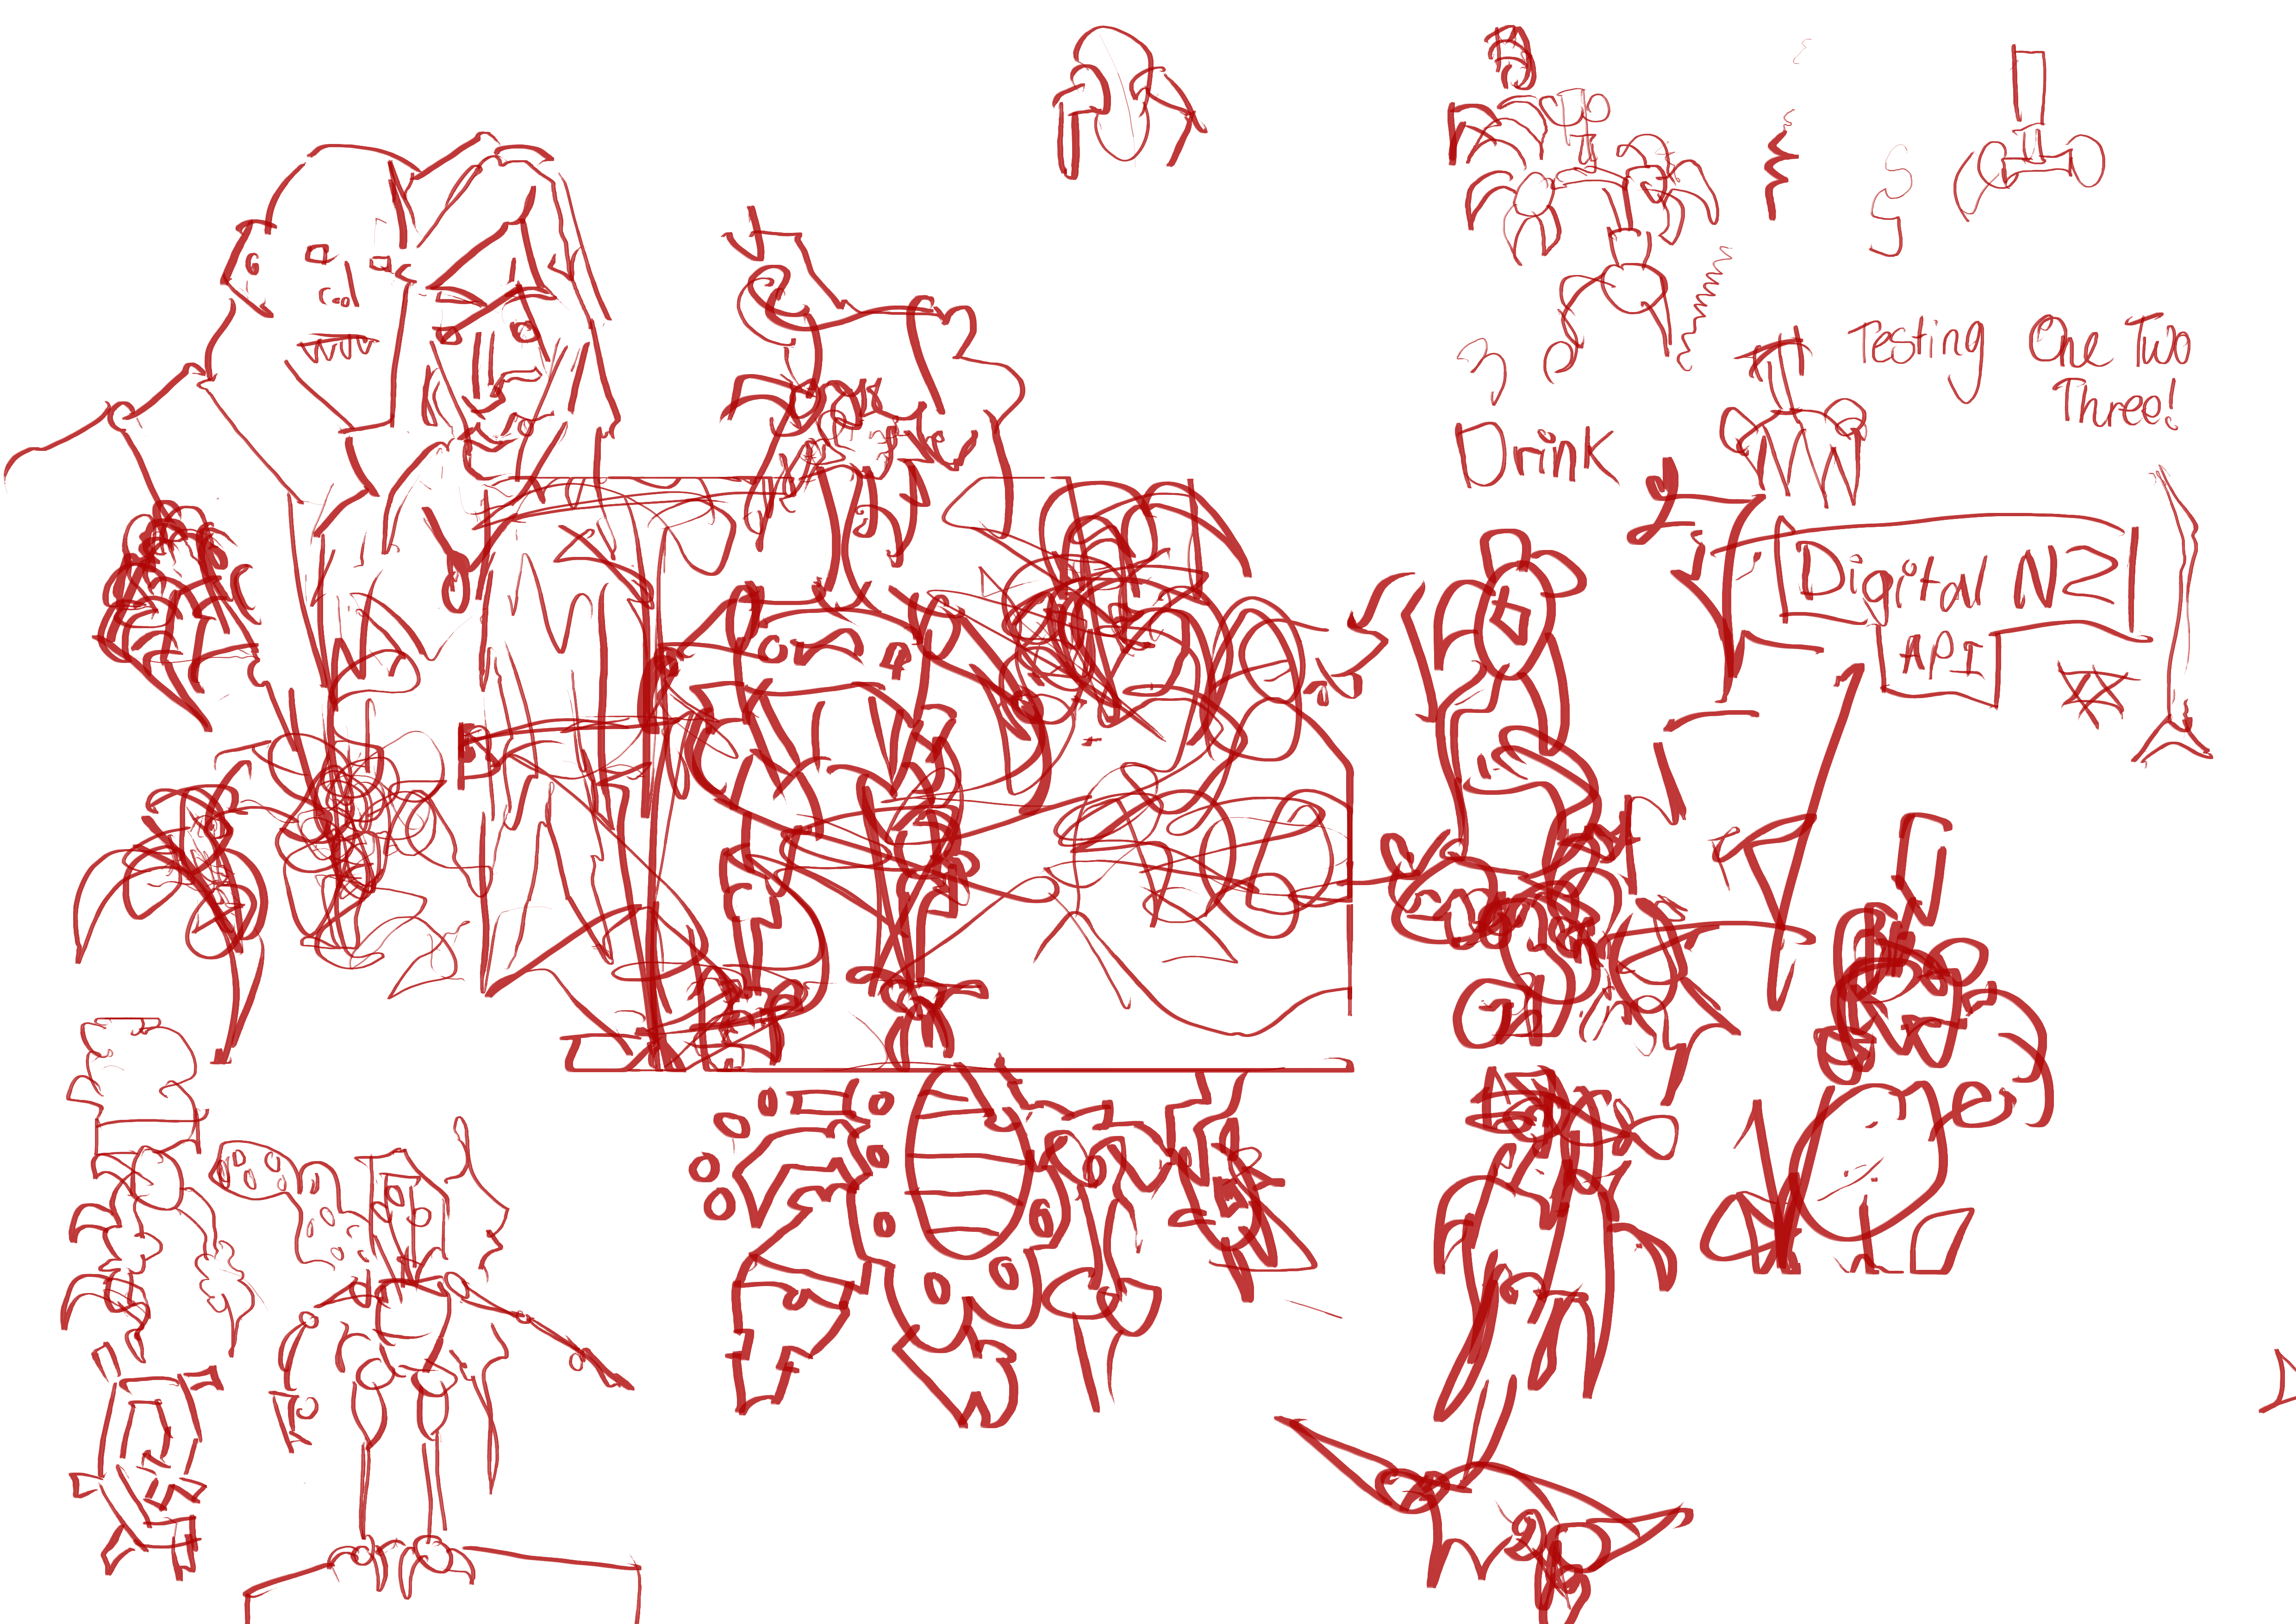 Testing One Two
Three!
Drink
Digital NZ
API